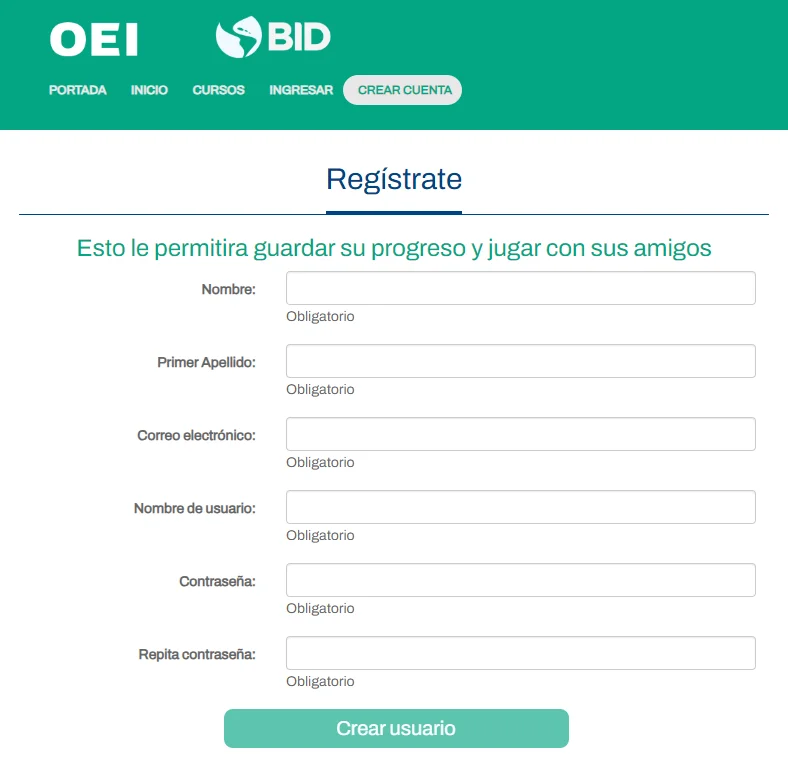 OEI BID
PORTADA INICIO CURSOS INGRESAR CREAR CUENTA
Regístrate
Esto le permitira guardar su progreso y jugar con sus amigos
Nombre:
Obligatorio
Primer Apellido:
Obligatorio
Correo electrónico:
Obligatorio
Nombre de usuario:
Obligatorio
Contraseña:
Obligatorio
Repita contraseña:
Obligatorio
Crear usuario